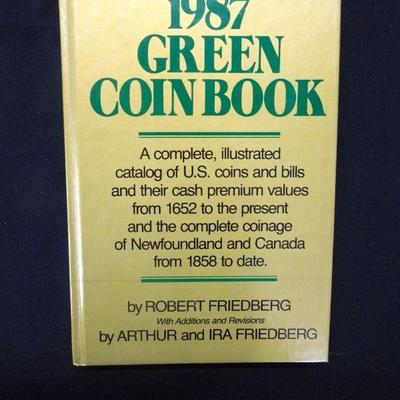 1987
GREEN
COIN BOOK
A complete, illustrated
catalog of U.S. coins and bills
and their cash premium values
from 1652 to the present
and the complete coinage
of Newfoundland and Canada
from 1858 to date.
by ROBERT FRIEDBERG
With Additions and Revisions
by ARTHUR and IRA FRIEDBERG